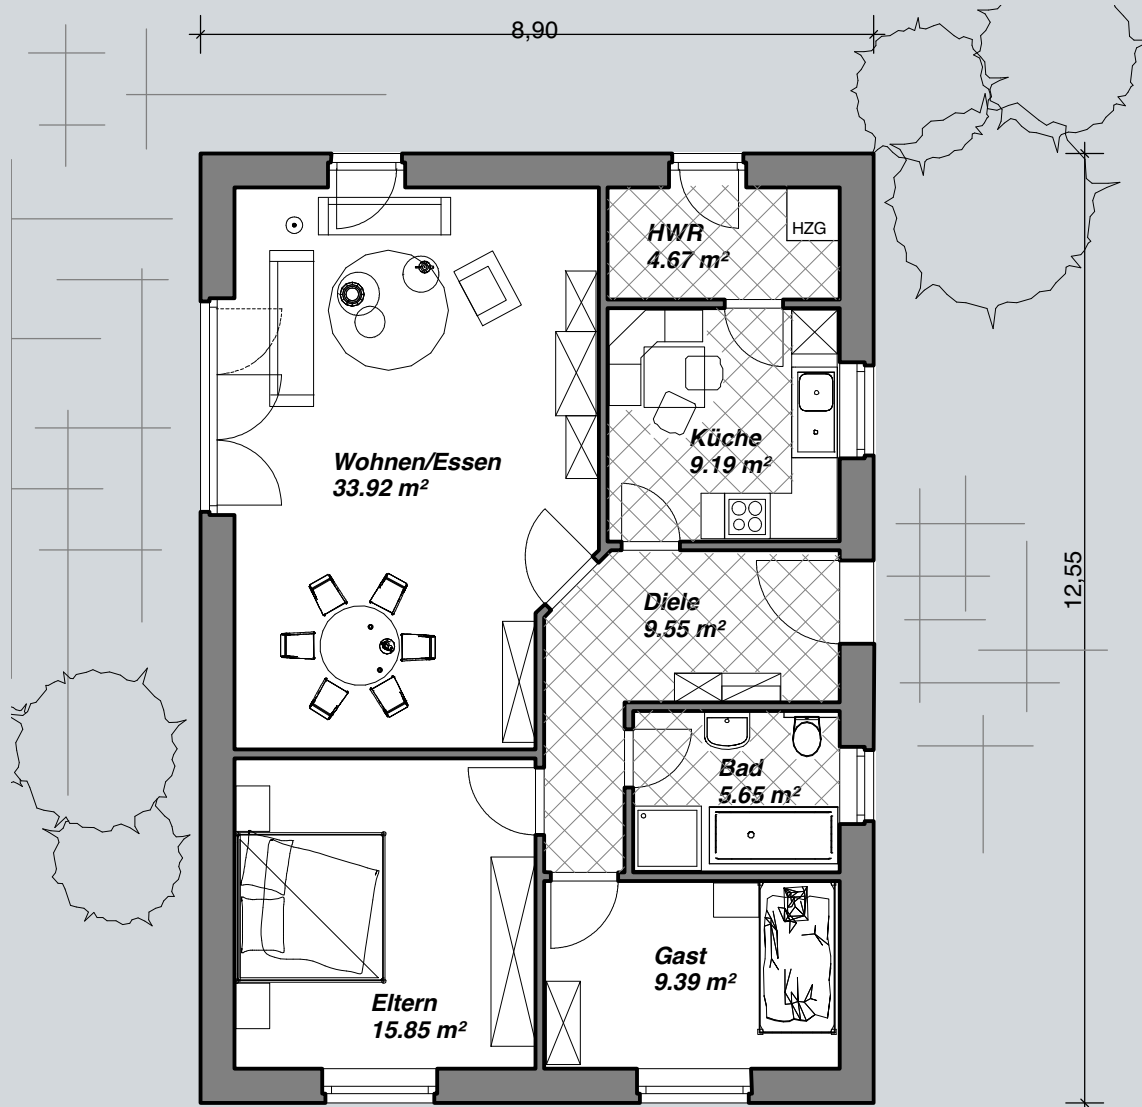 8,90
HWR
4.67 m²
HZG
Küche
9.19 m²
Wohnen/Essen
33.92 m²
12,55
Diele
9.55 m²
Bad
5.65 m²
Gast
9.39 m²
Eltern
15.85 m²